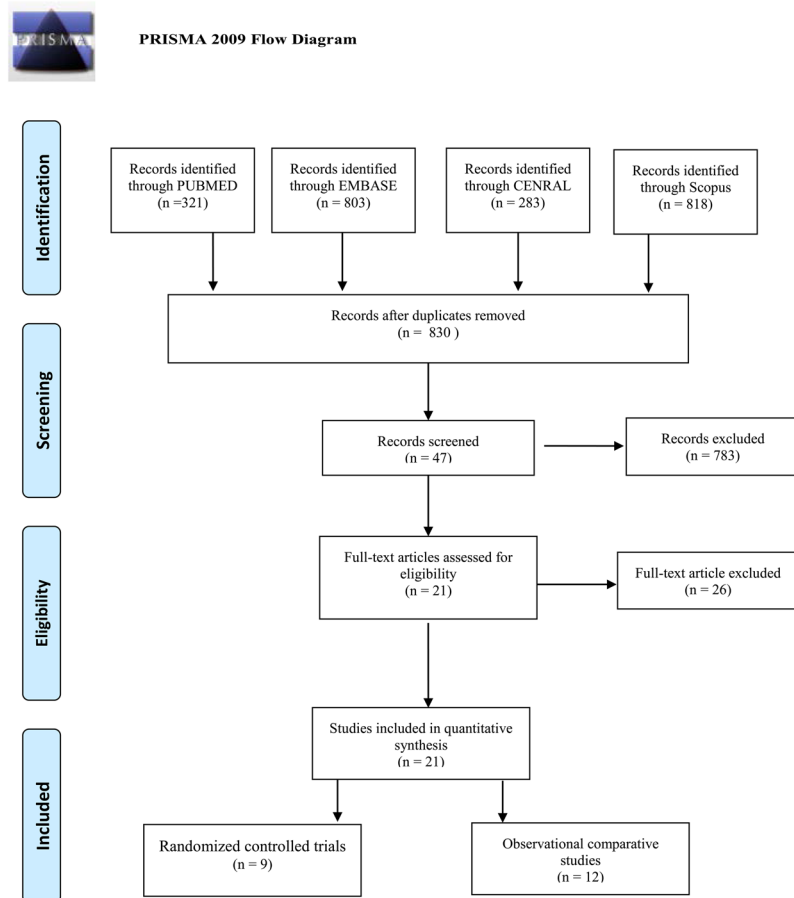 PRISMA
PRISMA 2009 Flow Diagram
Identification
Records identified
through PUBMED
(n =321)
Records identified
through EMBASE
(n = 803)
Records identified
through CENRAL
(n = 283)
Records identified
through Scopus
(n = 818)
Records after duplicates removed
(n = 830 )
Screening
Records screened
(n = 47)
Records excluded
(n = 783)
Eligibility
Full-text articles assessed for
eligibility
(n = 21)
Full-text article excluded
(n = 26)
Included
Studies included in quantitative
synthesis
(n = 21)
Randomized controlled trials
(n = 9)
Observational comparative
studies
(n = 12)